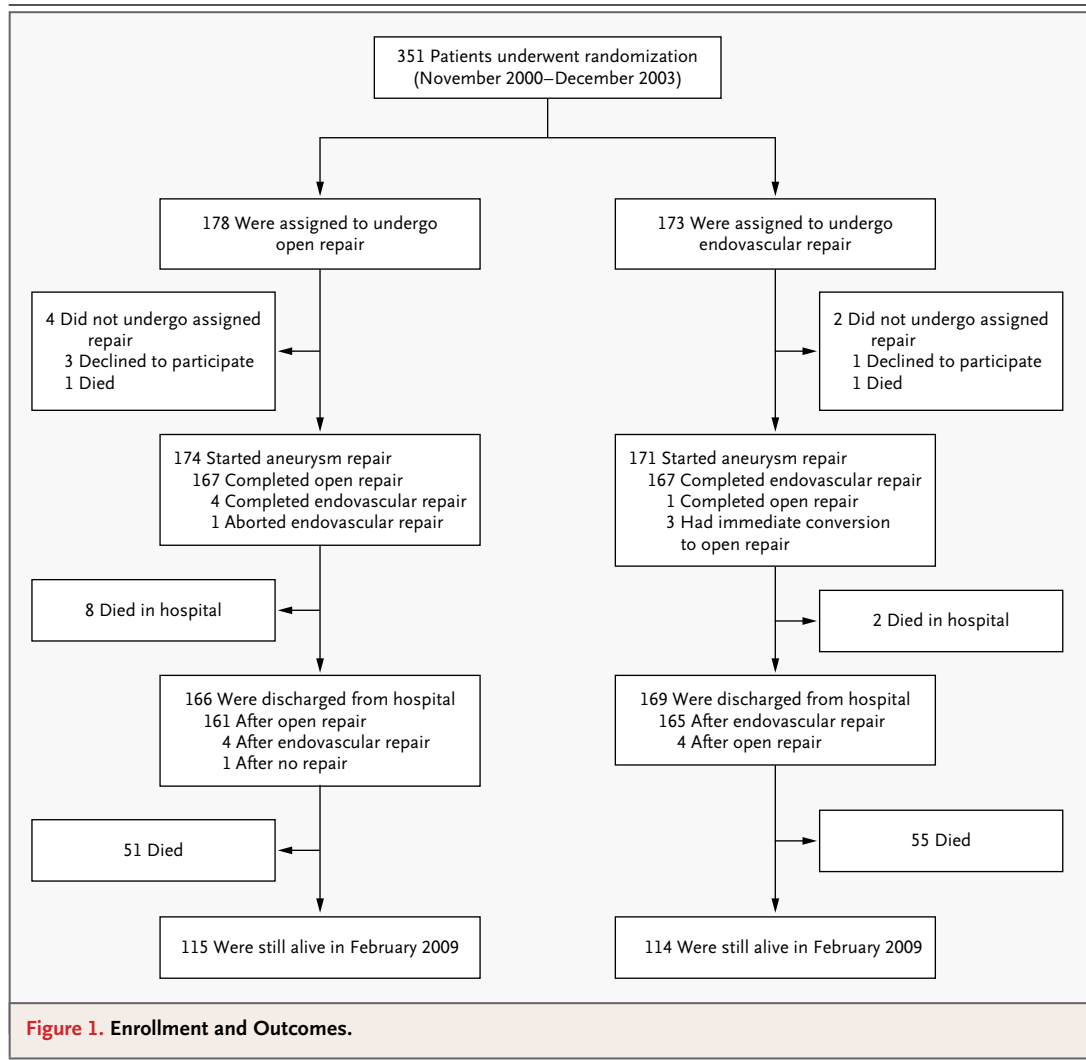 351 Patients underwent randomization
(November 2000–December 2003)
178 Were assigned to undergo
open repair
173 Were assigned to undergo
endovascular repair
4 Did not undergo assigned
repair
3 Declined to participate
1 Died
2 Did not undergo assigned
repair
1 Declined to participate
1 Died
174 Started aneurysm repair
167 Completed open repair
4 Completed endovascular repair
1 Aborted endovascular repair
171 Started aneurysm repair
167 Completed endovascular repair
1 Completed open repair
3 Had immediate conversion
to open repair
8 Died in hospital
2 Died in hospital
166 Were discharged from hospital
161 After open repair
4 After endovascular repair
1 After no repair
169 Were discharged from hospital
165 After endovascular repair
4 After open repair
51 Died
55 Died
115 Were still alive in February 2009
114 Were still alive in February 2009
Figure 1. Enrollment and Outcomes.